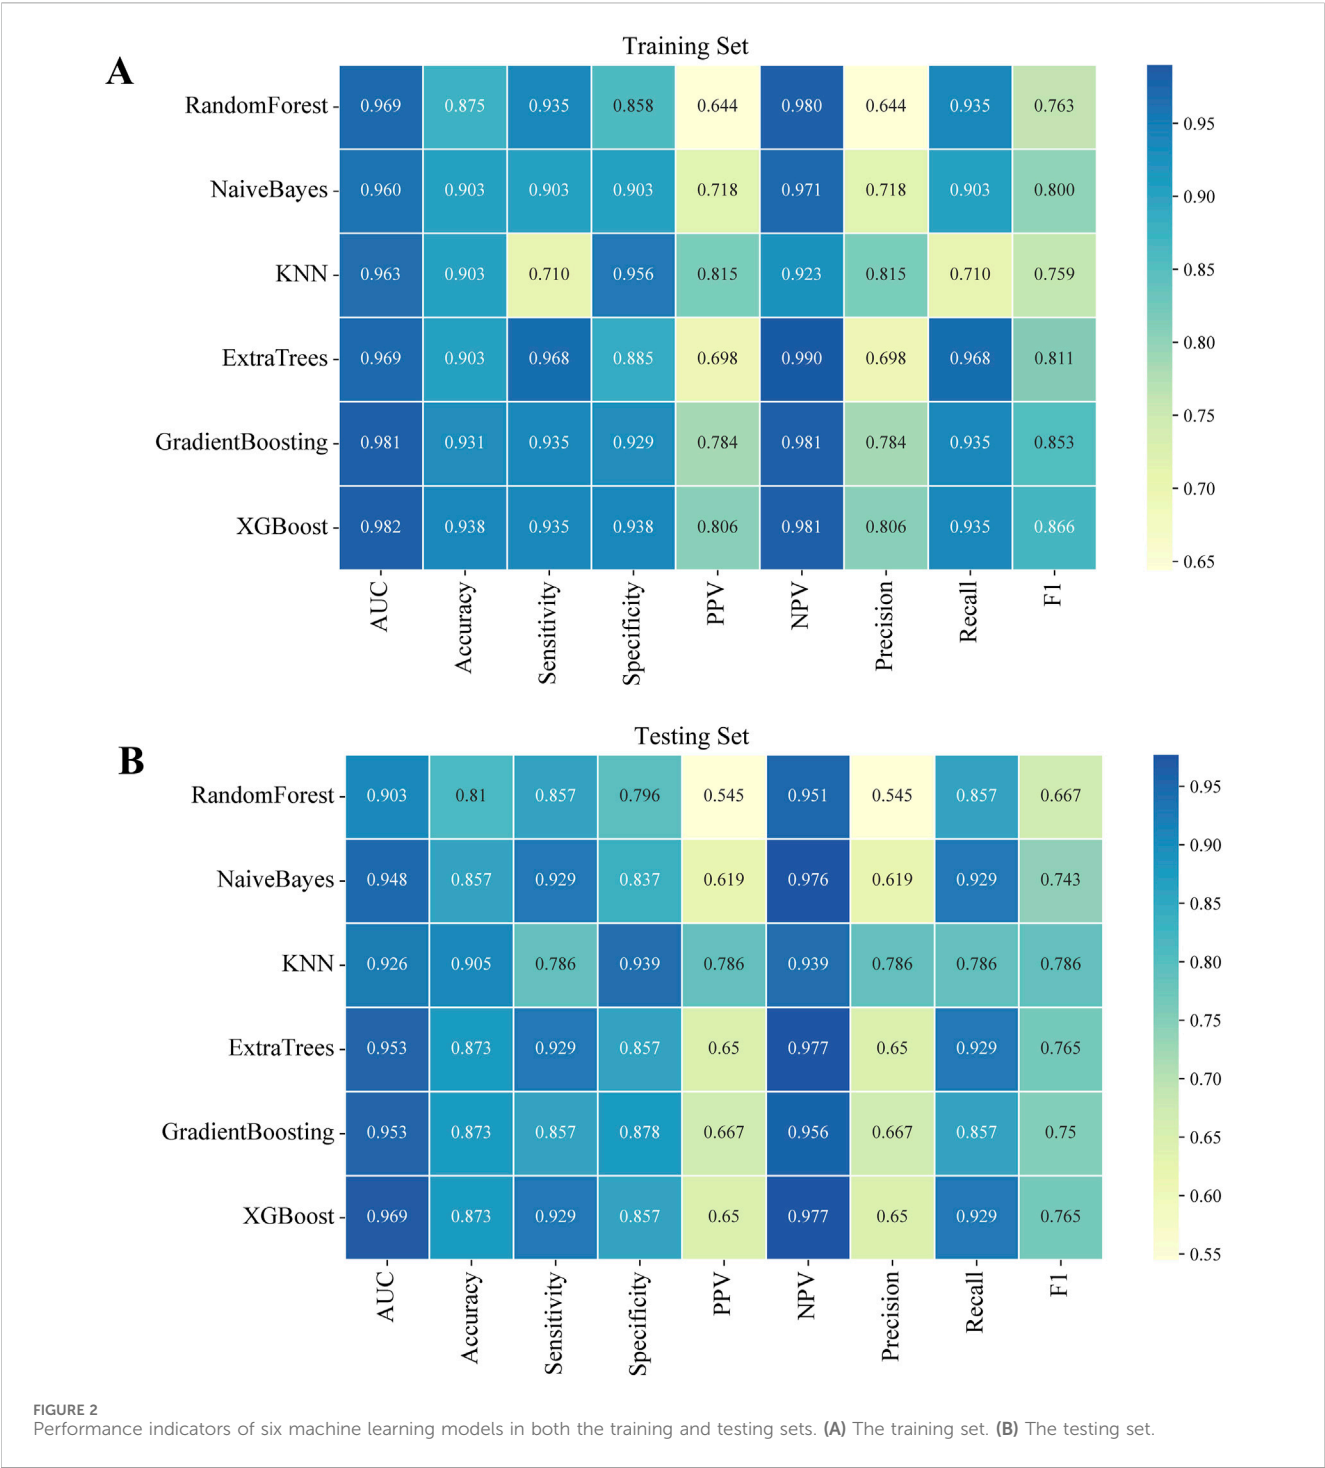 A
Training Set
RandomForest 0.969 0.875 0.935 0.858 0.644 0.980 0.644 0.935 0.763
NaiveBayes 0.960 0.903 0.903 0.903 0.718 0.971 0.718 0.903 0.800
KNN 0.963 0.903 0.710 0.956 0.815 0.923 0.815 0.710 0.759
ExtraTrees 0.969 0.903 0.968 0.885 0.698 0.990 0.698 0.968 0.811
GradientBoosting 0.981 0.931 0.935 0.929 0.784 0.981 0.784 0.935 0.853
XGBoost 0.982 0.938 0.935 0.938 0.806 0.981 0.806 0.935 0.866
AUC Accuracy Sensitivity Specificity PPV NPV Precision Recall F1
0.95
0.90
0.85
0.80
0.75
0.70
0.65
B
Testing Set
RandomForest 0.903 0.81 0.857 0.796 0.545 0.951 0.545 0.857 0.667
NaiveBayes 0.948 0.857 0.929 0.837 0.619 0.976 0.619 0.929 0.743
KNN 0.926 0.905 0.786 0.939 0.786 0.939 0.786 0.786 0.786
ExtraTrees 0.953 0.873 0.929 0.857 0.65 0.977 0.65 0.929 0.765
GradientBoosting 0.953 0.873 0.857 0.878 0.667 0.956 0.667 0.857 0.75
XGBoost 0.969 0.873 0.929 0.857 0.65 0.977 0.65 0.929 0.765
AUC Accuracy Sensitivity Specificity PPV NPV Precision Recall F1
0.95
0.90
0.85
0.80
0.75
0.70
0.65
0.60
0.55
FIGURE 2
Performance indicators of six machine learning models in both the training and testing sets. (A) The training set. (B) The testing set.